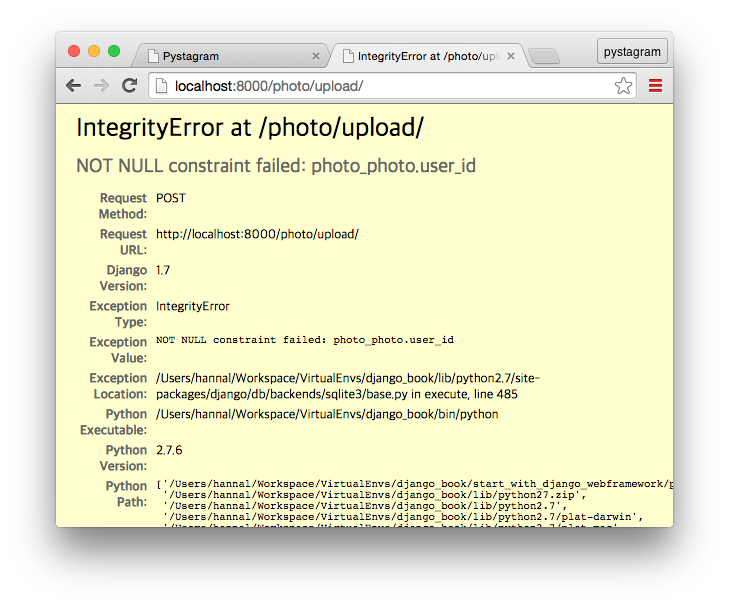 Pystagram
IntegrityError at /photo/upl
pystagram
localhost:8000/photo/upload/
IntegrityError at /photo/upload/
NOT NULL constraint failed: photo_photo.user_id
Request Method: POST
Request URL: http://localhost:8000/photo/upload/
Django Version: 1.7
Exception Type: IntegrityError
Exception Value: NOT NULL constraint failed: photo_photo.user_id
Exception Location: /Users/hannal/Workspace/VirtualEnvs/django_book/lib/python2.7/site-
packages/django/db/backends/sqlite3/base.py in execute, line 485
Python Executable: /Users/hannal/Workspace/VirtualEnvs/django_book/bin/python
Python Version: 2.7.6
Python Path: ['/Users/hannal/Workspace/VirtualEnvs/django_book/start_with_django_webframework/p
'/Users/hannal/Workspace/VirtualEnvs/django_book/lib/python27.zip',
'/Users/hannal/Workspace/VirtualEnvs/django_book/lib/python2.7',
'/Users/hannal/Workspace/VirtualEnvs/django_book/lib/python2.7/plat-darwin',